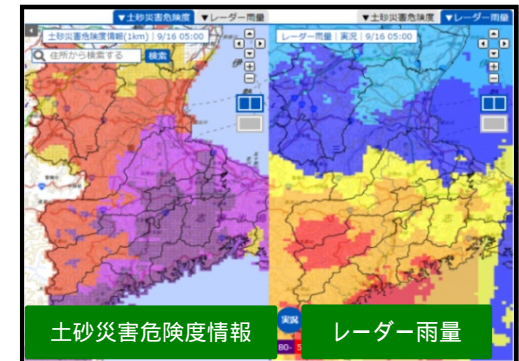 ▼土砂災害危険度 ▼レーダー雨量
▼土砂災害危険度 ▼レーダー雨量
土砂災害危険度情報(1km) | 9/16 05:00
レーダー雨量 | 実況 | 9/16 05:00
住所から検索する 検索
実況
80-
土砂災害危険度情報
レーダー雨量